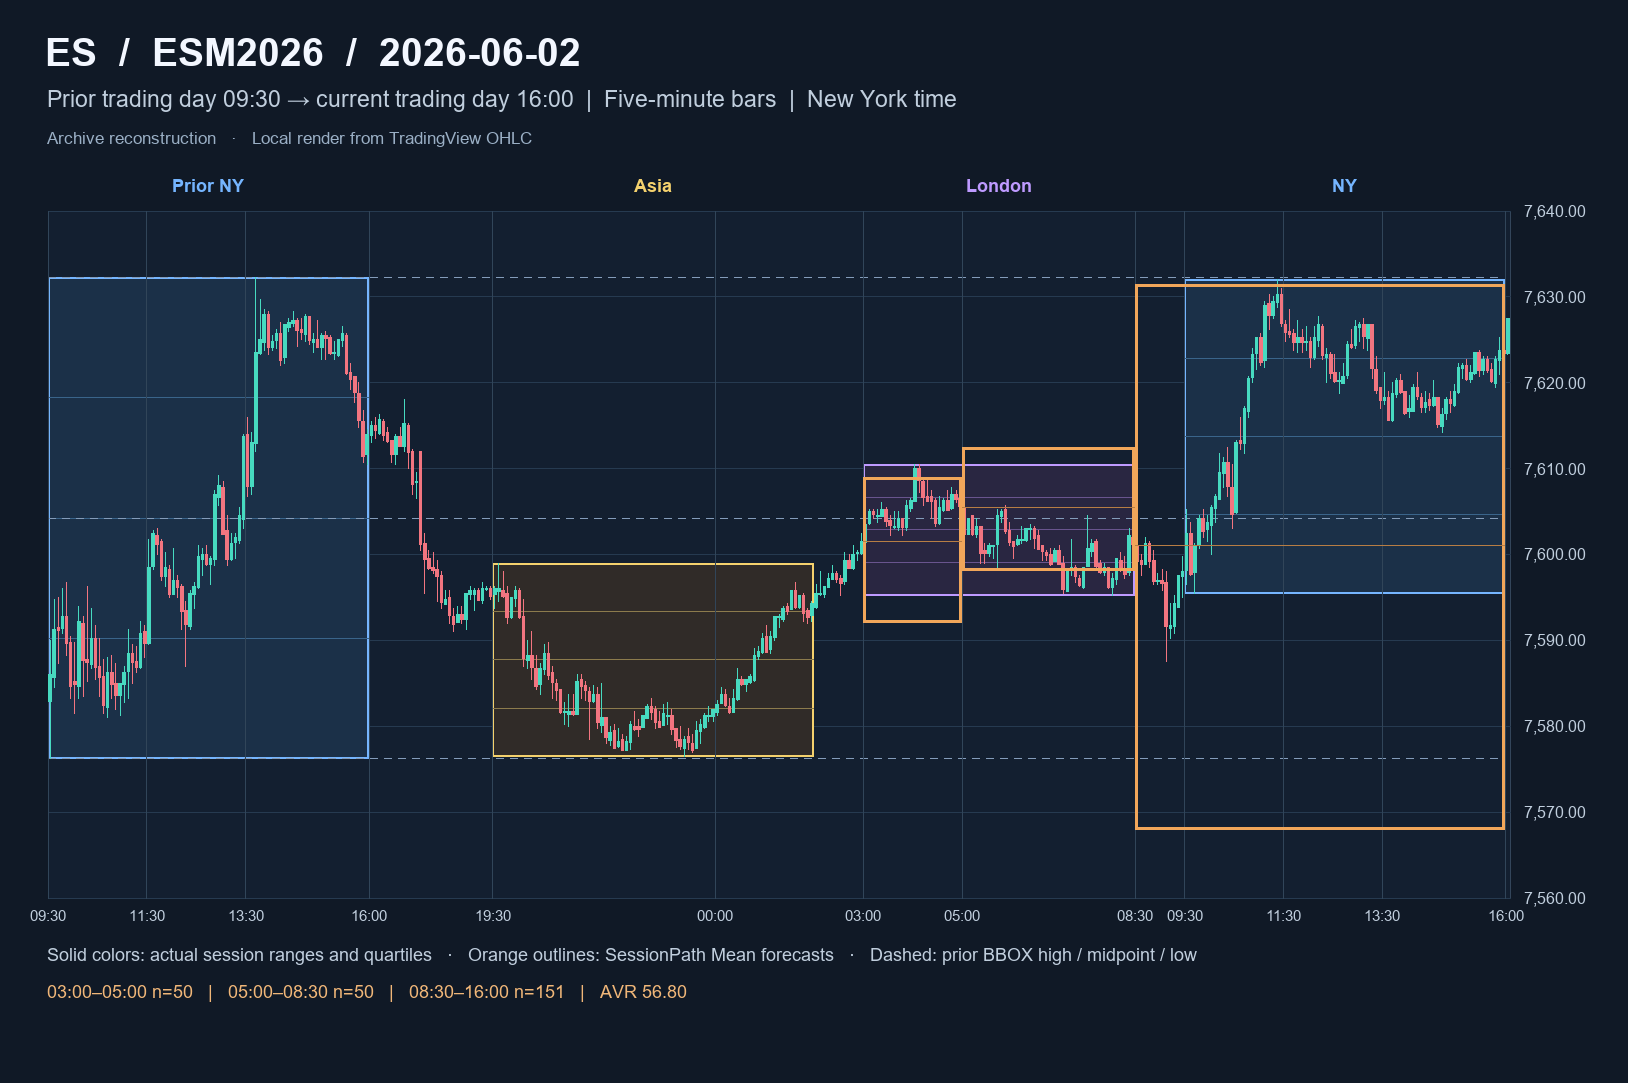 ES / ESM2026 / 2026-06-02
Prior trading day 09:30 → current trading day 16:00 | Five-minute bars | New York time
Archive reconstruction · Local render from TradingView OHLC
Prior NY Asia London NY
7,640.00
7,630.00
7,620.00
7,610.00
7,600.00
7,590.00
7,580.00
7,570.00
7,560.00
09:30 11:30 13:30 16:00 19:30 00:00 03:00 05:00 08:30 09:30 11:30 13:30 16:00
Solid colors: actual session ranges and quartiles · Orange outlines: SessionPath Mean forecasts · Dashed: prior BBOX high / midpoint / low
03:00–05:00 n=50 | 05:00–08:30 n=50 | 08:30–16:00 n=151 | AVR 56.80